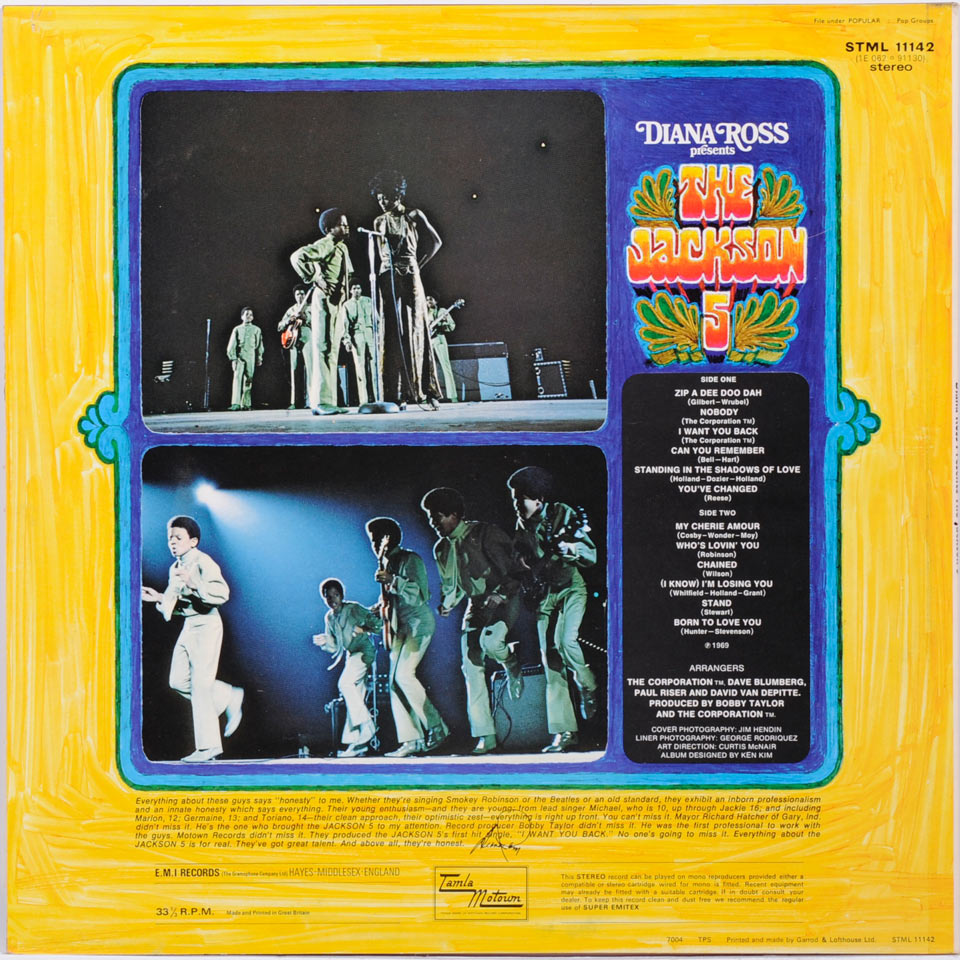 File under POPULAR : Pop Groups
STML 11142
(1E 062 o 91130)
stereo
DIANA ROSS
presents
THE
JACKSON
5
SIDE ONE
ZIP A DEE DOO DAH
(Gilbert–Wrubel)
NOBODY
(The Corporation TM)
I WANT YOU BACK
(The Corporation TM)
CAN YOU REMEMBER
(Bell–Hart)
STANDING IN THE SHADOWS OF LOVE
(Holland–Dozier–Holland)
YOU'VE CHANGED
(Reese)
SIDE TWO
MY CHERIE AMOUR
(Cosby–Wonder–Moy)
WHO'S LOVIN' YOU
(Robinson)
CHAINED
(Wilson)
(I KNOW) I'M LOSING YOU
(Whitfield–Holland–Grant)
STAND
(Stewart)
BORN TO LOVE YOU
(Hunter–Stevenson)
℗ 1969
ARRANGERS
THE CORPORATION TM, DAVE BLUMBERG,
PAUL RISER AND DAVID VAN DEPITTE.
PRODUCED BY BOBBY TAYLOR
AND THE CORPORATION TM.
COVER PHOTOGRAPHY: JIM HENDIN
LINER PHOTOGRAPHY: GEORGE RODRIQUEZ
ART DIRECTION: CURTIS McNAIR
ALBUM DESIGNED BY KEN KIM
Everything about these guys says "honesty" to me. Whether they're singing Smokey Robinson or the Beatles or an old standard, they exhibit an inborn professionalism
and an innate honesty which says everything. Their young enthusiasm—and they are young, from lead singer Michael, who is 10, up through Jackie 16; and including
Marlon, 12; Germaine, 13; and Toriano, 14—their clean approach, their optimistic zest—everything is right up front. You can't miss it. Mayor Richard Hatcher of Gary, Ind.
didn't miss it. He's the one who brought the JACKSON 5 to my attention. Record producer Bobby Taylor didn't miss it. He was the first professional to work with
the guys. Motown Records didn't miss it. They produced the JACKSON 5's first hit single, "I WANT YOU BACK." No one's going to miss it. Everything about the
JACKSON 5 is for real. They've got great talent. And above all, they're honest.
E.M.I RECORDS (The Gramophone Company Ltd) HAYES·MIDDLESEX·ENGLAND
33⅓ R.P.M. Made and Printed in Great Britain
Tamla
Motown
This STEREO record can be played on mono reproducers provided either a
compatible or stereo cartridge wired for mono is fitted. Recent equipment
may already be fitted with a suitable cartridge. If in doubt consult your
dealer. To keep this record clean and dust free we recommend the regular
use of SUPER EMITEX
7004 TPS Printed and made by Garrod & Lofthouse Ltd. STML 11142